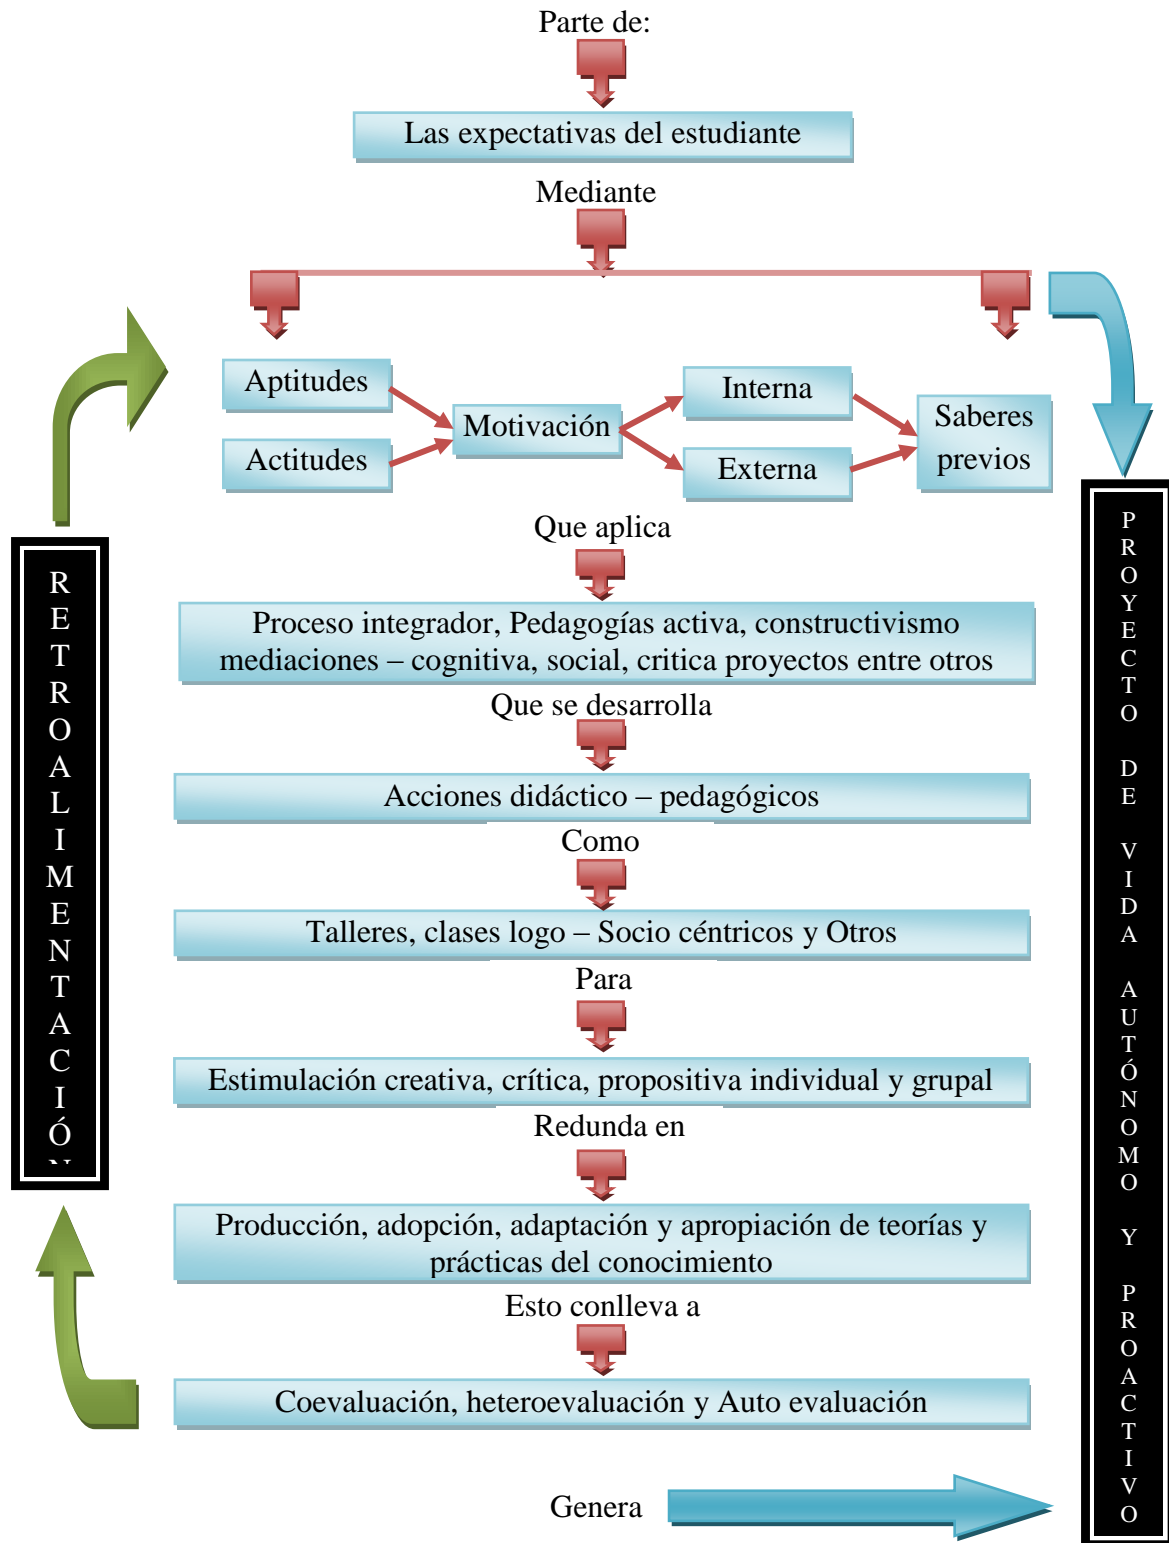 Parte de:
Las expectativas del estudiante
Mediante
Aptitudes
Actitudes
Motivación
Interna
Externa
Saberes
previos
Que aplica
Proceso integrador, Pedagogías activa, constructivismo
mediaciones – cognitiva, social, critica proyectos entre otros
Que se desarrolla
Acciones didáctico – pedagógicos
Como
Talleres, clases logo – Socio céntricos y Otros
Para
Estimulación creativa, crítica, propositiva individual y grupal
Redunda en
Producción, adopción, adaptación y apropiación de teorías y
prácticas del conocimiento
Esto conlleva a
Coevaluación, heteroevaluación y Auto evaluación
Genera
RETROALIMENTACIÓN
PROYECTO DE VIDA AUTÓNOMO Y PROACTIVO